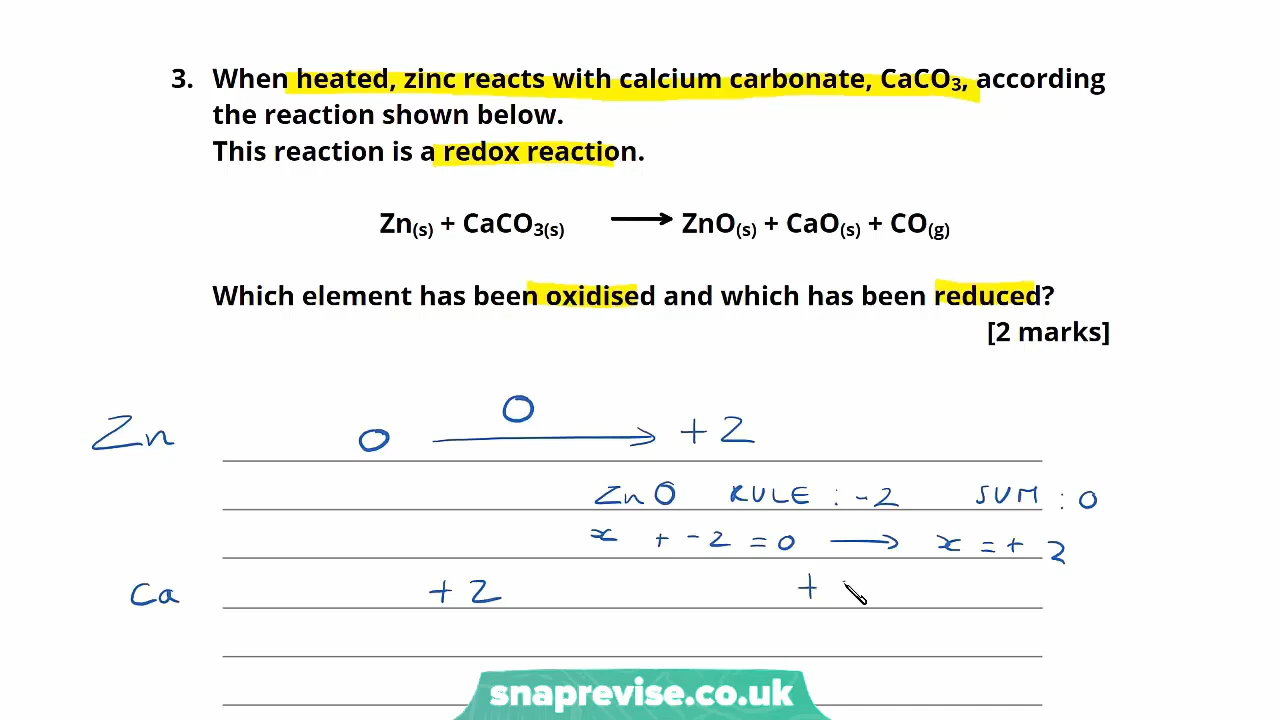 3. When heated, zinc reacts with calcium carbonate, CaCO₃, according
the reaction shown below.
This reaction is a redox reaction.
Zn(s) + CaCO₃(s) ⟶ ZnO(s) + CaO(s) + CO(g)
Which element has been oxidised and which has been reduced?
[2 marks]
O
Zn 0 ⟶ +2
ZnO RULE : -2 SUM : 0
x + -2 = 0 ⟶ x = + 2
Ca +2 +
snaprevise.co.uk